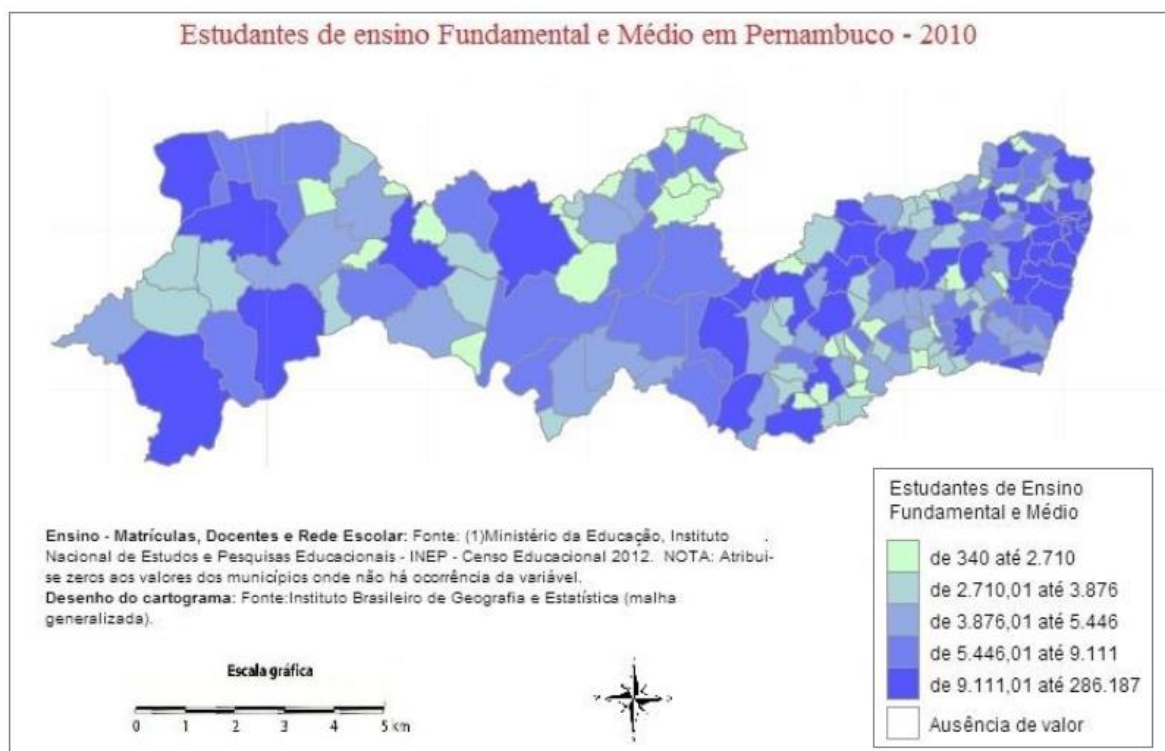 Estudantes de ensino Fundamental e Médio em Pernambuco - 2010
Ensino - Matrículas, Docentes e Rede Escolar: Fonte: (1)Ministério da Educação, Instituto
Nacional de Estudos e Pesquisas Educacionais - INEP - Censo Educacional 2012. NOTA: Atribui-
se zeros aos valores dos municípios onde não há ocorrência da variável.
Desenho do cartograma: Fonte:Instituto Brasileiro de Geografia e Estatística (malha
generalizada).
Escala gráfica
0 1 2 3 4 5 km
Estudantes de Ensino
Fundamental e Médio
de 340 até 2.710
de 2.710,01 até 3.876
de 3.876,01 até 5.446
de 5.446,01 até 9.111
de 9.111,01 até 286.187
Ausência de valor